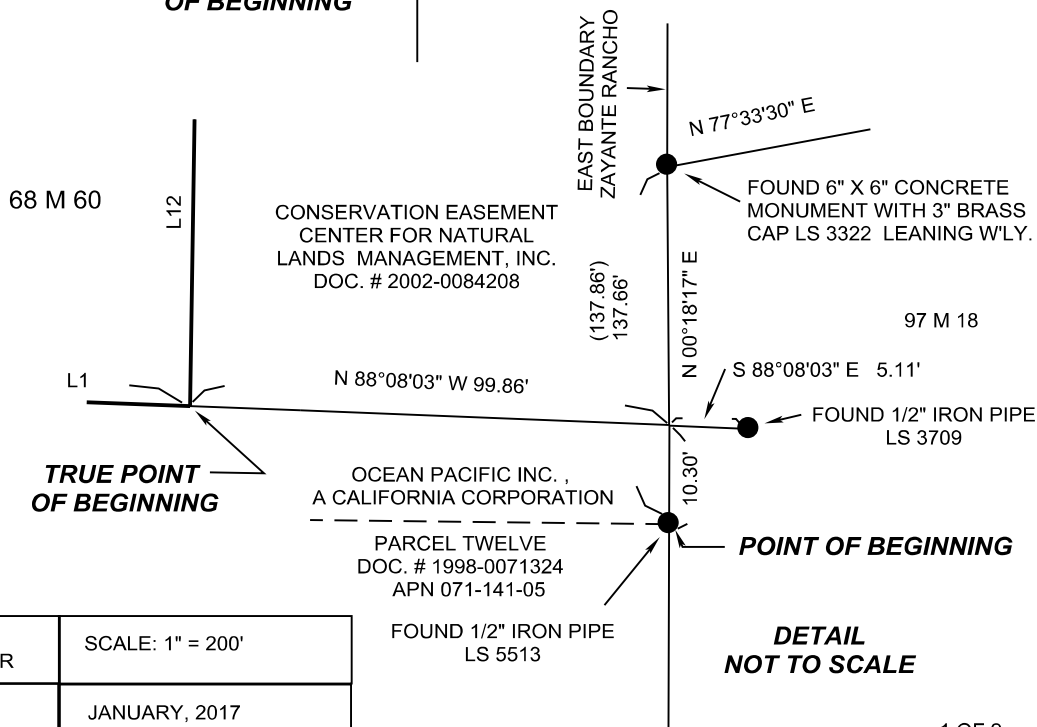 OF BEGINNING
EAST BOUNDARY
ZAYANTE RANCHO
N 77°33'30" E
68 M 60
L12
CONSERVATION EASEMENT
CENTER FOR NATURAL
LANDS MANAGEMENT, INC.
DOC. # 2002-0084208
FOUND 6" X 6" CONCRETE
MONUMENT WITH 3" BRASS
CAP LS 3322 LEANING W'LY.
(137.86')
137.66'
N 00°18'17" E
97 M 18
L1
N 88°08'03" W 99.86'
S 88°08'03" E 5.11'
FOUND 1/2" IRON PIPE
LS 3709
TRUE POINT
OF BEGINNING
OCEAN PACIFIC INC. ,
A CALIFORNIA CORPORATION
10.30'
PARCEL TWELVE
DOC. # 1998-0071324
APN 071-141-05
POINT OF BEGINNING
FOUND 1/2" IRON PIPE
LS 5513
DETAIL
NOT TO SCALE
R
SCALE: 1" = 200'
JANUARY, 2017